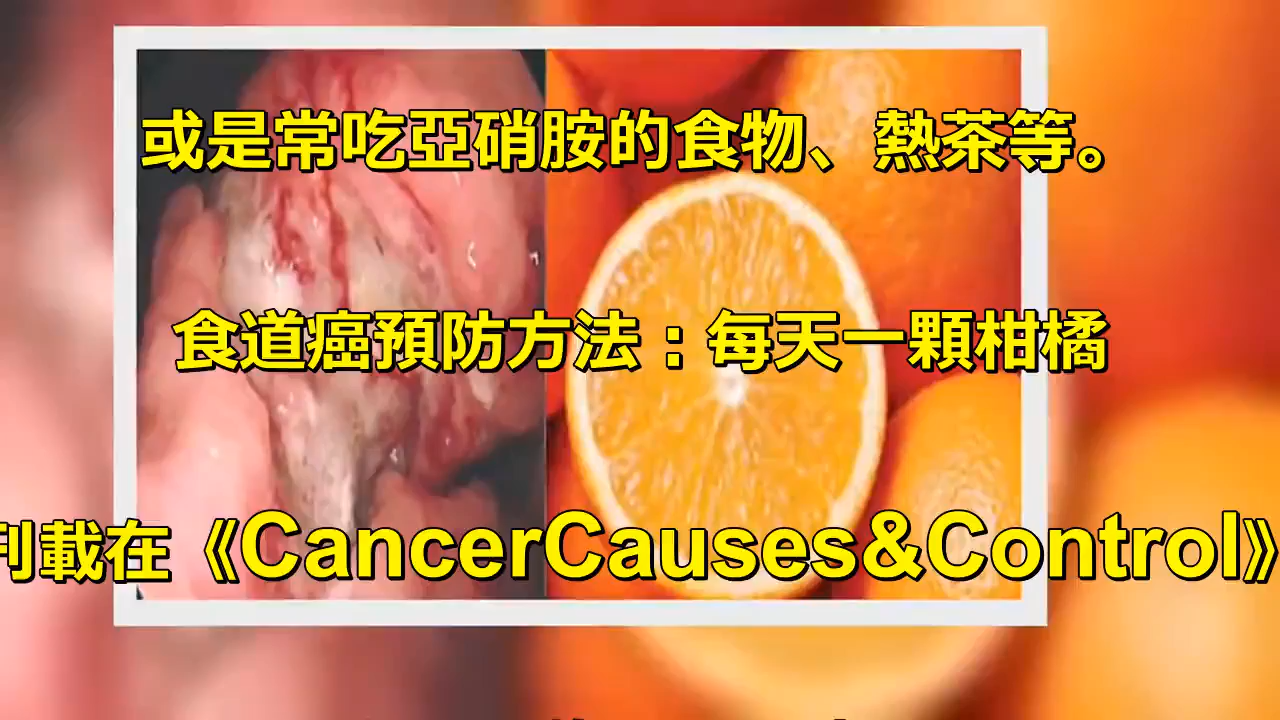 或是常吃亞硝胺的食物、熱茶等。
食道癌預防方法：每天一顆柑橘
刊載在《CancerCauses&Control》